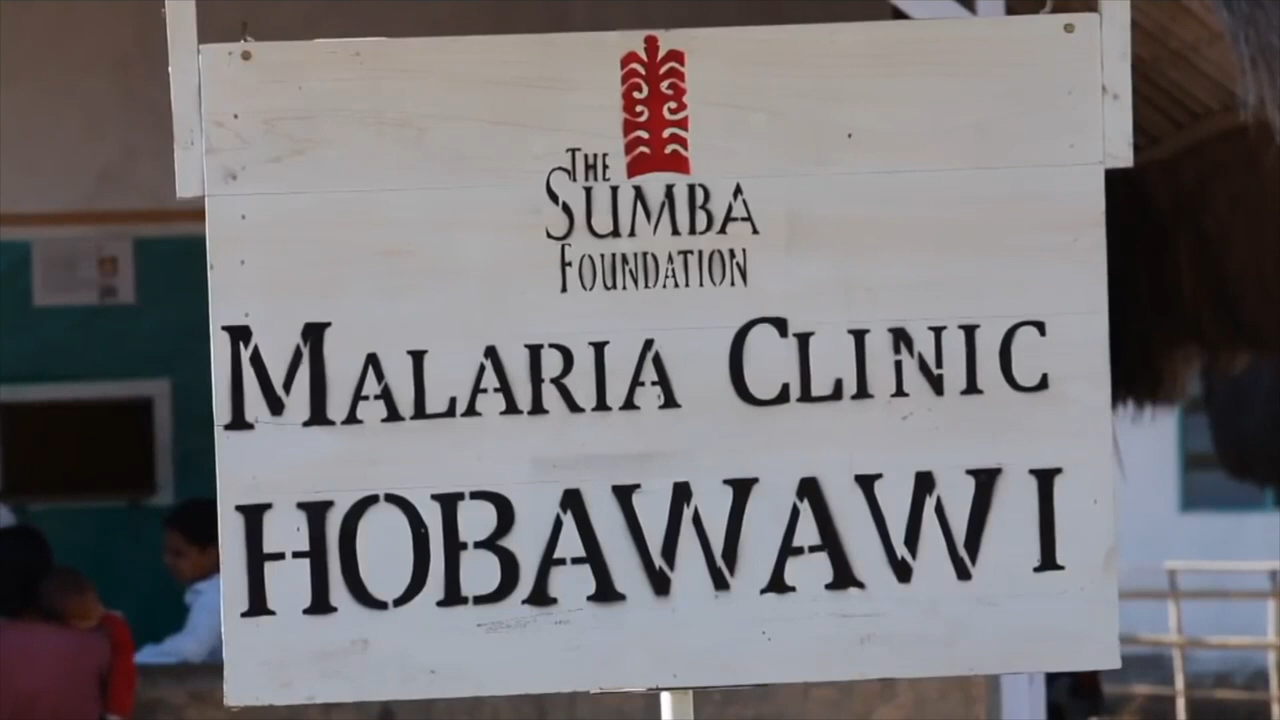 THE
SUMBA
FOUNDATION
MALARIA CLINIC
HOBAWAWI